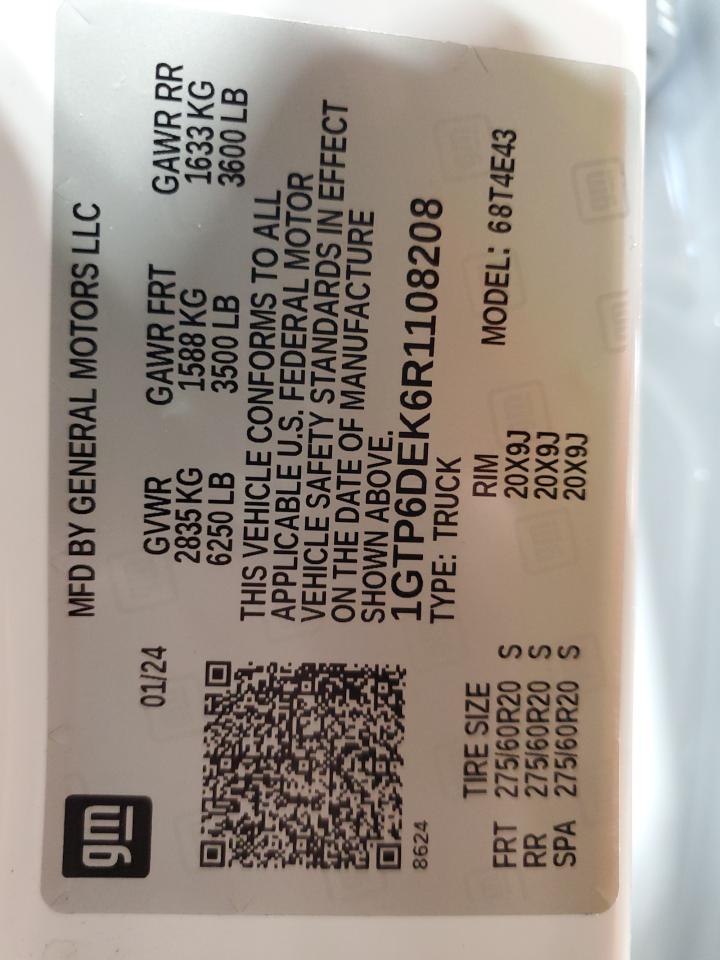 gm
MFD BY GENERAL MOTORS LLC
01/24
GVWR GAWR FRT GAWR RR
2835 KG 1588 KG 1633 KG
6250 LB 3500 LB 3600 LB
THIS VEHICLE CONFORMS TO ALL
APPLICABLE U.S. FEDERAL MOTOR
VEHICLE SAFETY STANDARDS IN EFFECT
ON THE DATE OF MANUFACTURE
SHOWN ABOVE.
1GTP6DEK6R1108208
TYPE: TRUCK
8624
MODEL: 68T4E43
TIRE SIZE RIM
FRT 275/60R20 S 20X9J
RR 275/60R20 S 20X9J
SPA 275/60R20 S 20X9J